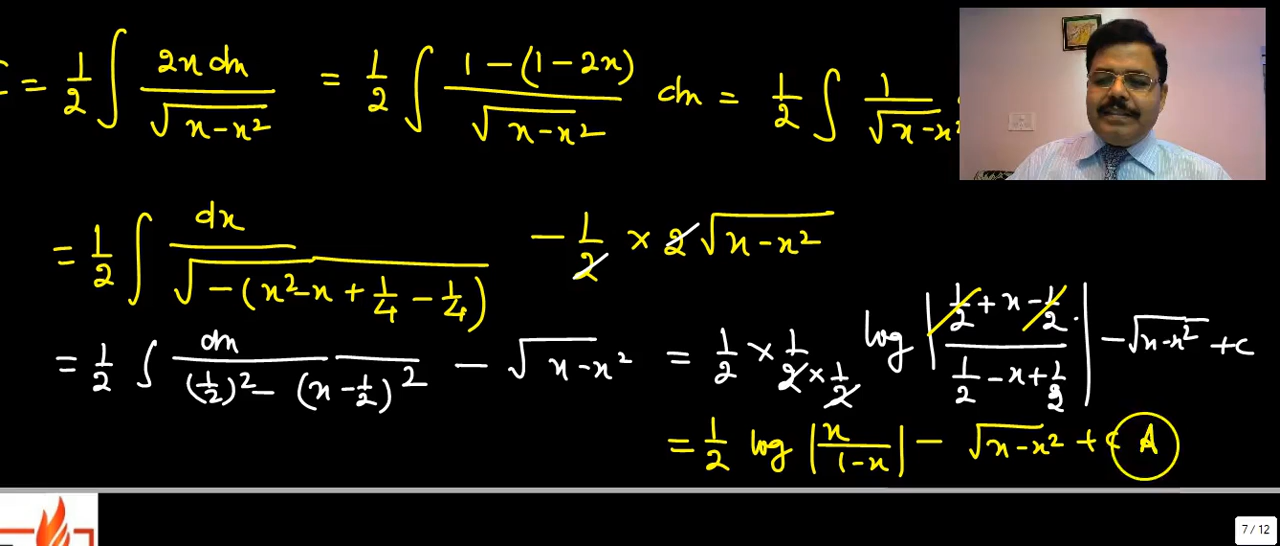 = 1/2 ∫ 2x dx / √(x-x²) = 1/2 ∫ 1-(1-2x) / √(x-x²) dx = 1/2 ∫ 1 / √(x-x²
= 1/2 ∫ dx / √(-(x²-x+1/4-1/4)) - 1/2 × 2√(x-x²)
= 1/2 ∫ dx / (1/2)² - (x-1/2)² - √(x-x²) = 1/2 × 1 / 2×1/2 log |1/2+x-1/2 / 1/2-x+1/2| - √(x-x²) +c
= 1/2 log |x / 1-x| - √(x-x²) + c A
7 / 12